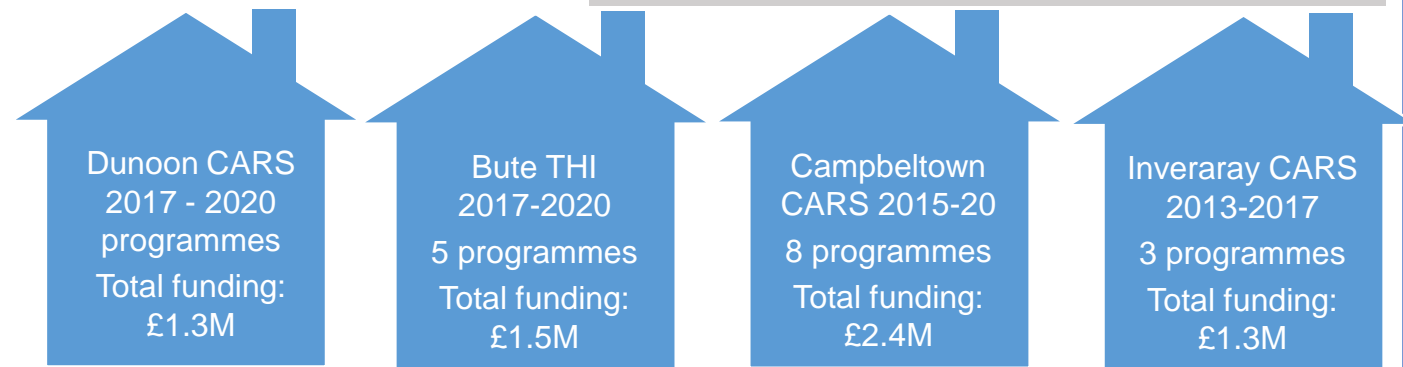 Dunoon CARS
2017 - 2020
programmes
Total funding:
£1.3M
Bute THI
2017-2020
5 programmes
Total funding:
£1.5M
Campbeltown
CARS 2015-20
8 programmes
Total funding:
£2.4M
Inveraray CARS
2013-2017
3 programmes
Total funding:
£1.3M